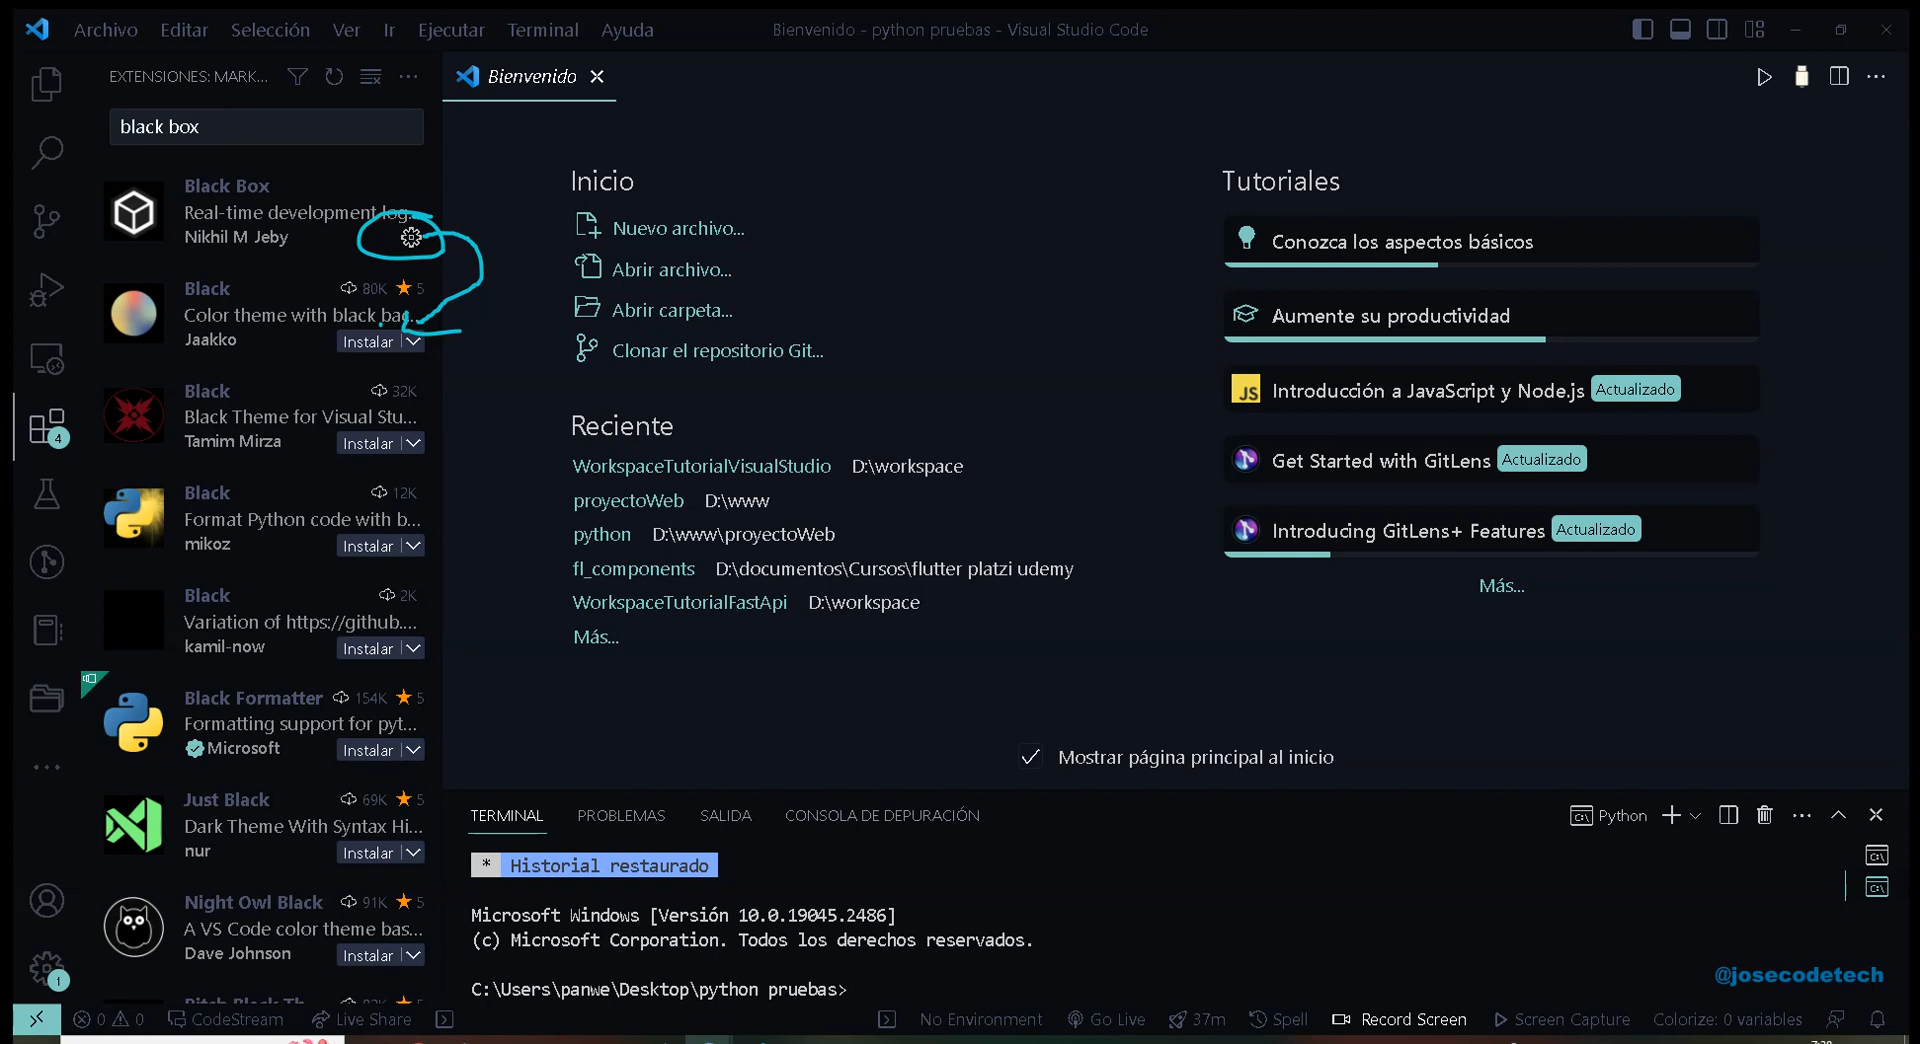 Archivo Editar Selección Ver Ir Ejecutar Terminal Ayuda
Bienvenido - python pruebas - Visual Studio Code
EXTENSIONES: MARK...
Bienvenido
black box
Black Box
Real-time development log...
Nikhil M Jeby
Black 80K 5
Color theme with black bac...
Jaakko Instalar
Black 32K
Black Theme for Visual Stu...
Tamim Mirza Instalar
Black 12K
Format Python code with b...
mikoz Instalar
Black 2K
Variation of https://github....
kamil-now Instalar
Black Formatter 154K 5
Formatting support for pyt...
Microsoft Instalar
Just Black 69K 5
Dark Theme With Syntax Hi...
nur Instalar
Night Owl Black 91K 5
A VS Code color theme bas...
Dave Johnson Instalar
4
1
Inicio
Nuevo archivo...
Abrir archivo...
Abrir carpeta...
Clonar el repositorio Git...
Reciente
WorkspaceTutorialVisualStudio D:\workspace
proyectoWeb D:\www
python D:\www\proyectoWeb
fl_components D:\documentos\Cursos\flutter platzi udemy
WorkspaceTutorialFastApi D:\workspace
Más...
Tutoriales
Conozca los aspectos básicos
Aumente su productividad
JS Introducción a JavaScript y Node.js Actualizado
Get Started with GitLens Actualizado
Introducing GitLens+ Features Actualizado
Más...
Mostrar página principal al inicio
TERMINAL PROBLEMAS SALIDA CONSOLA DE DEPURACIÓN
Python
* Historial restaurado
Microsoft Windows [Versión 10.0.19045.2486]
(c) Microsoft Corporation. Todos los derechos reservados.
C:\Users\panwe\Desktop\python pruebas>
@josecodetech
0 0 CodeStream Live Share No Environment Go Live 37m Spell Record Screen Screen Capture Colorize: 0 variables